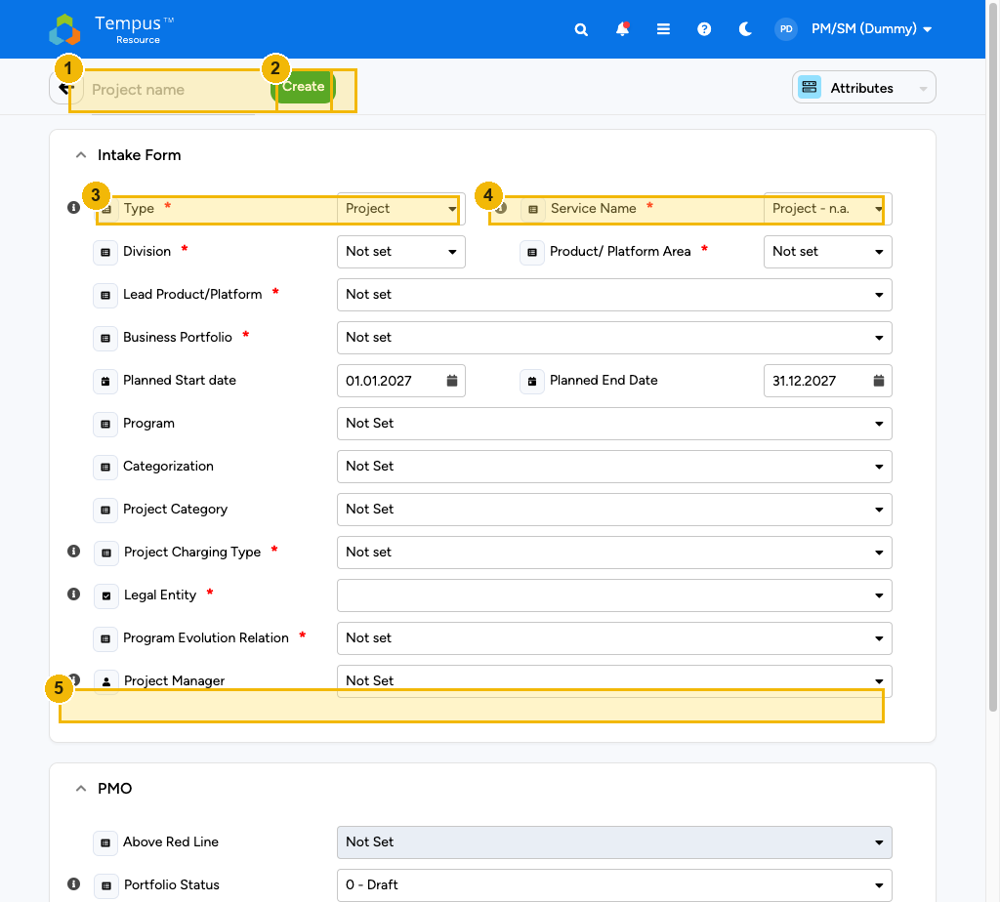 Tempus™
Resource
PD PM/SM (Dummy)
1 2
Project name Create Attributes
Intake Form
3 4
Type * Project Service Name * Project - n.a.
Division * Not set Product/ Platform Area * Not set
Lead Product/Platform * Not set
Business Portfolio * Not set
Planned Start date 01.01.2027 Planned End Date 31.12.2027
Program Not Set
Categorization Not Set
Project Category Not Set
Project Charging Type * Not set
Legal Entity *
Program Evolution Relation * Not set
Project Manager Not Set
5
PMO
Above Red Line Not Set
Portfolio Status 0 - Draft